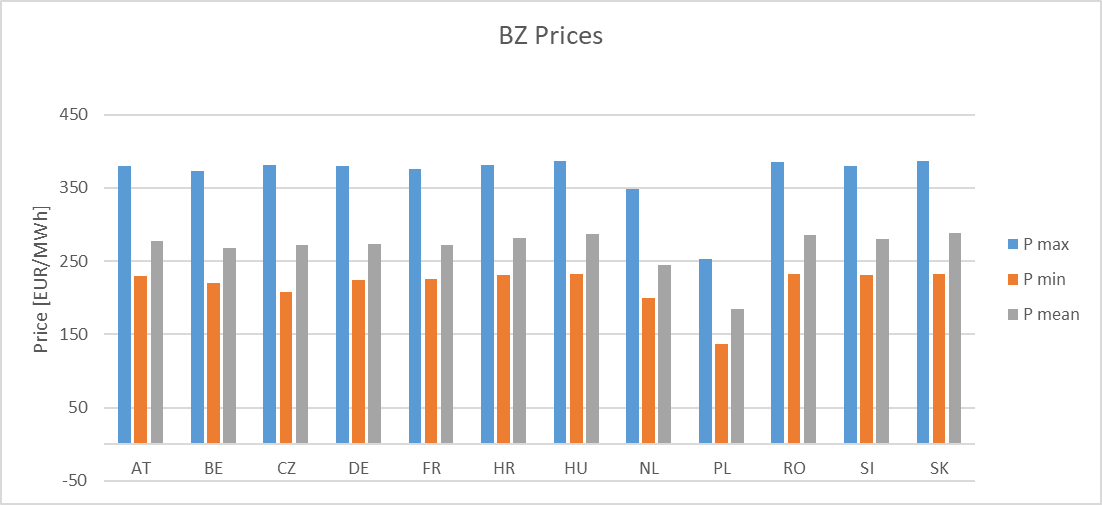 BZ Prices
Price [EUR/MWh]
450
350
250
150
50
-50
AT BE CZ DE FR HR HU NL PL RO SI SK
P max
P min
P mean